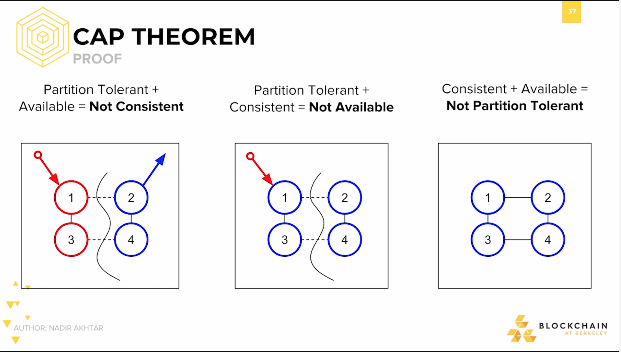 37
CAP THEOREM
PROOF
Partition Tolerant +
Available = Not Consistent
Partition Tolerant +
Consistent = Not Available
Consistent + Available =
Not Partition Tolerant
1
2
3
4
1
2
3
4
1
2
3
4
AUTHOR: NADIR AKHTAR
BLOCKCHAIN
AT BERKELEY